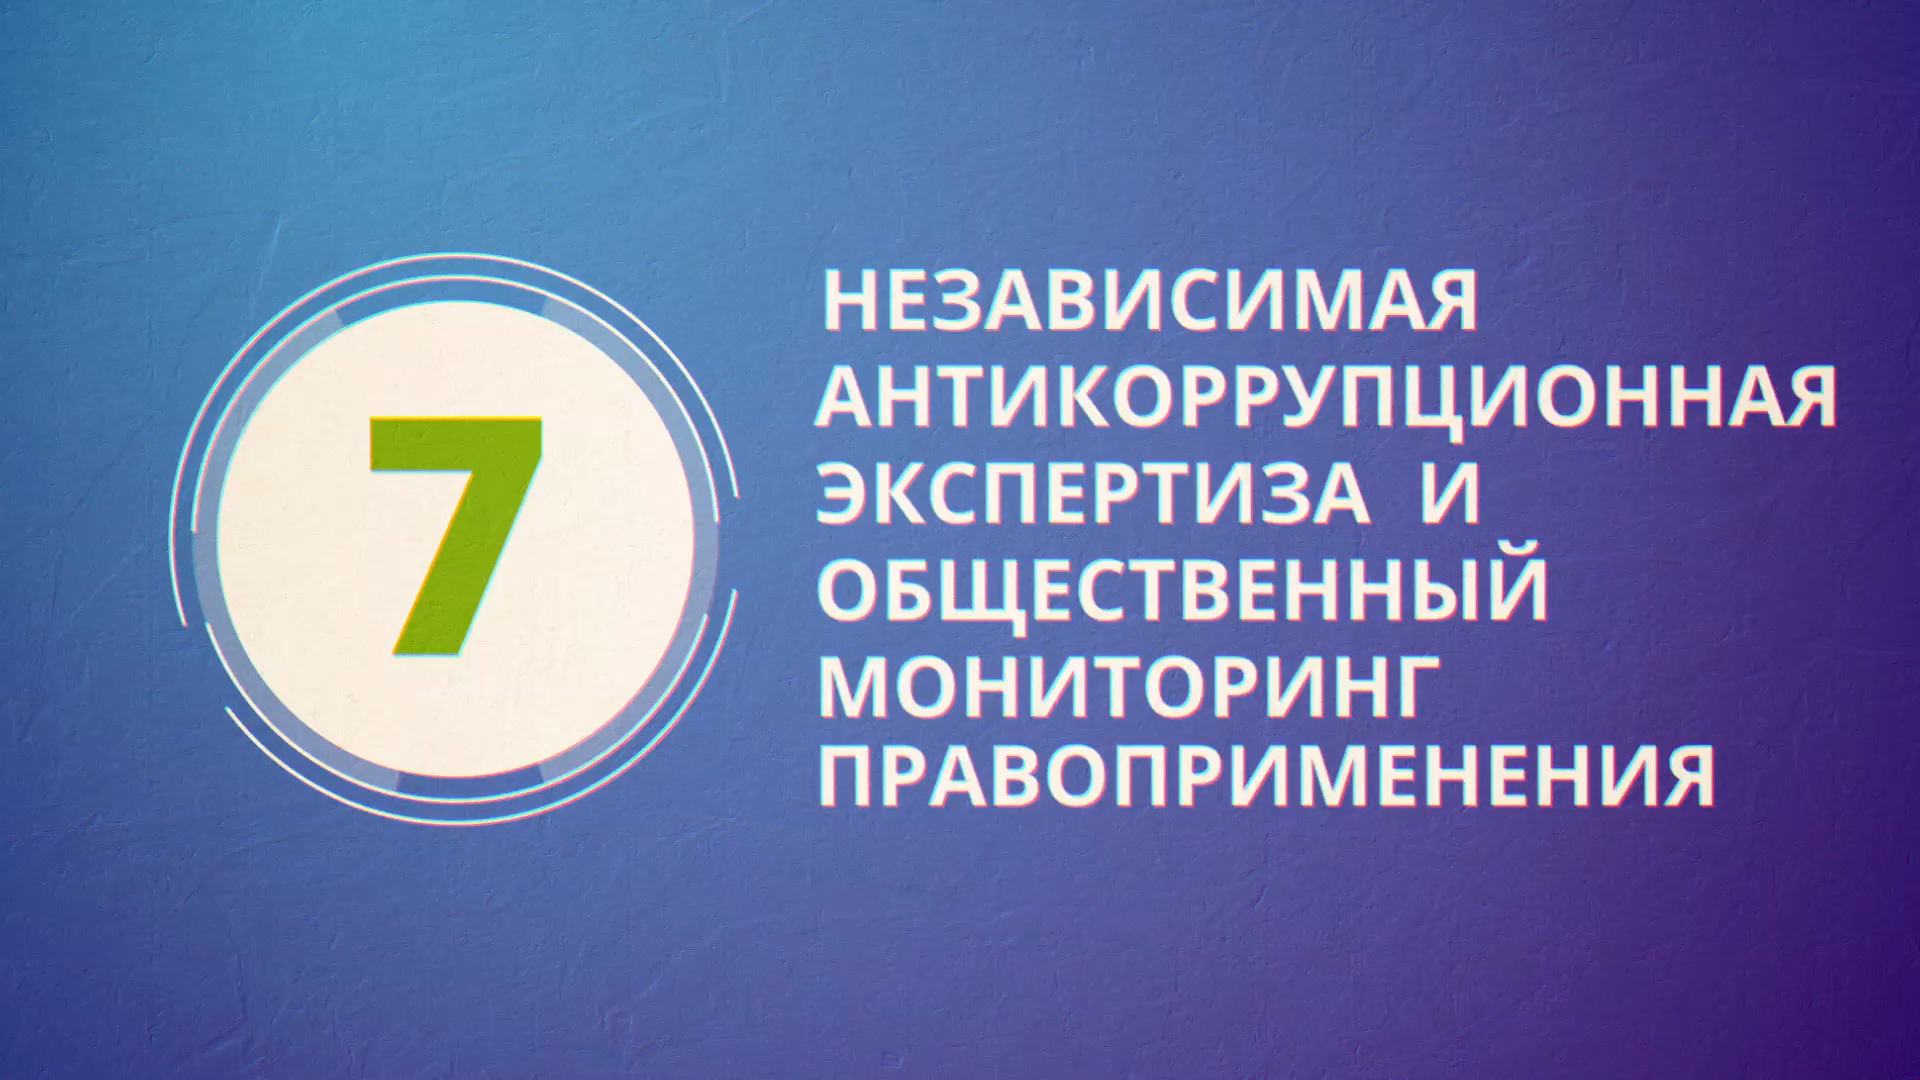 7
НЕЗАВИСИМАЯ
АНТИКОРРУПЦИОННАЯ
ЭКСПЕРТИЗА И
ОБЩЕСТВЕННЫЙ
МОНИТОРИНГ
ПРАВОПРИМЕНЕНИЯ